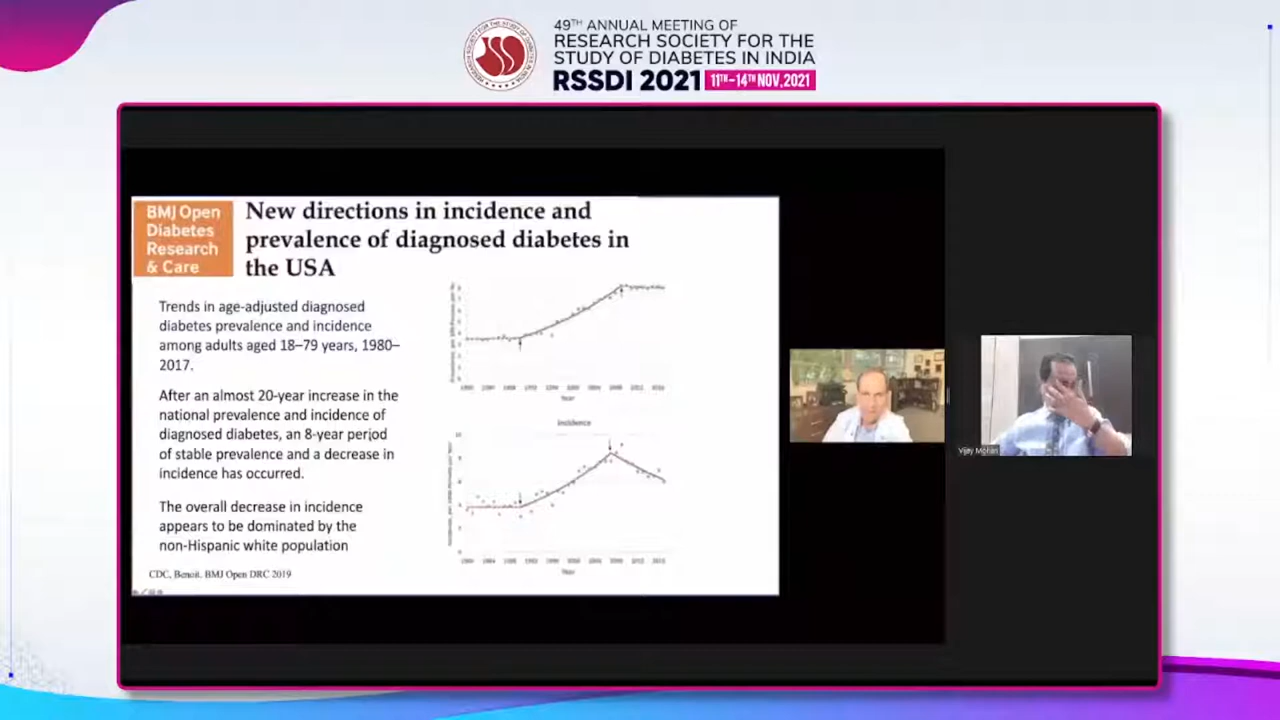 49TH ANNUAL MEETING OF
RESEARCH SOCIETY FOR THE
STUDY OF DIABETES IN INDIA
RSSDI 2021 11TH-14TH NOV,2021
BMJ Open
Diabetes
Research
& Care
New directions in incidence and
prevalence of diagnosed diabetes in
the USA
Trends in age-adjusted diagnosed
diabetes prevalence and incidence
among adults aged 18–79 years, 1980–
2017.
After an almost 20-year increase in the
national prevalence and incidence of
diagnosed diabetes, an 8-year period
of stable prevalence and a decrease in
incidence has occurred.
The overall decrease in incidence
appears to be dominated by the
non-Hispanic white population
CDC, Benoit. BMJ Open DRC 2019
Year
Incidence
Year
Vijay Mohan